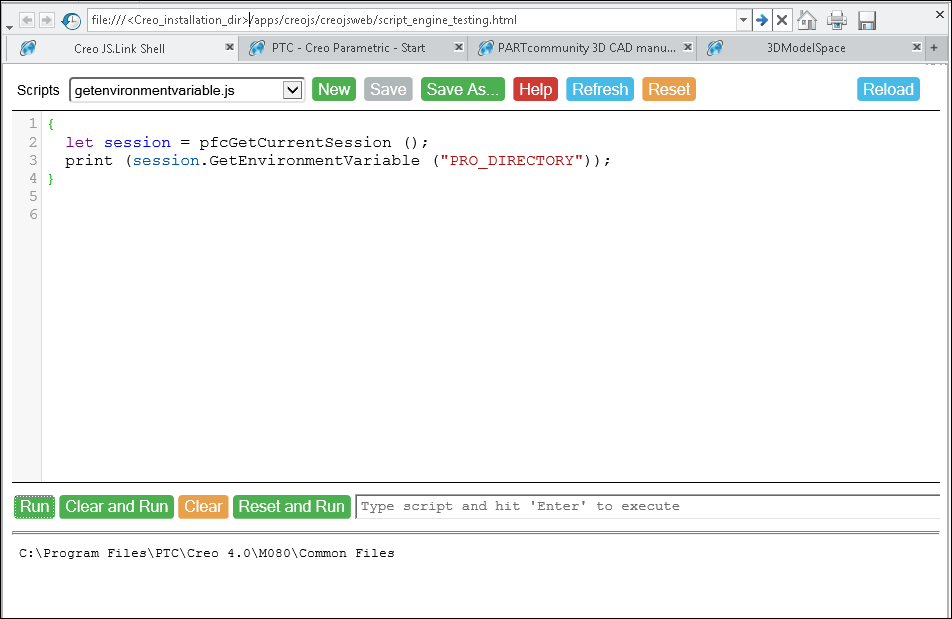 file:///<Creo_installation_dir>/apps/creojs/creojsweb/script_engine_testing.html
Creo JS.Link Shell PTC - Creo Parametric - Start PARTcommunity 3D CAD manu... 3DModelSpace
Scripts getenvironmentvariable.js New Save Save As... Help Refresh Reset Reload
1 {
2 let session = pfcGetCurrentSession ();
3 print (session.GetEnvironmentVariable ("PRO_DIRECTORY"));
4 }
5
6
Run Clear and Run Clear Reset and Run Type script and hit 'Enter' to execute
C:\Program Files\PTC\Creo 4.0\M080\Common Files